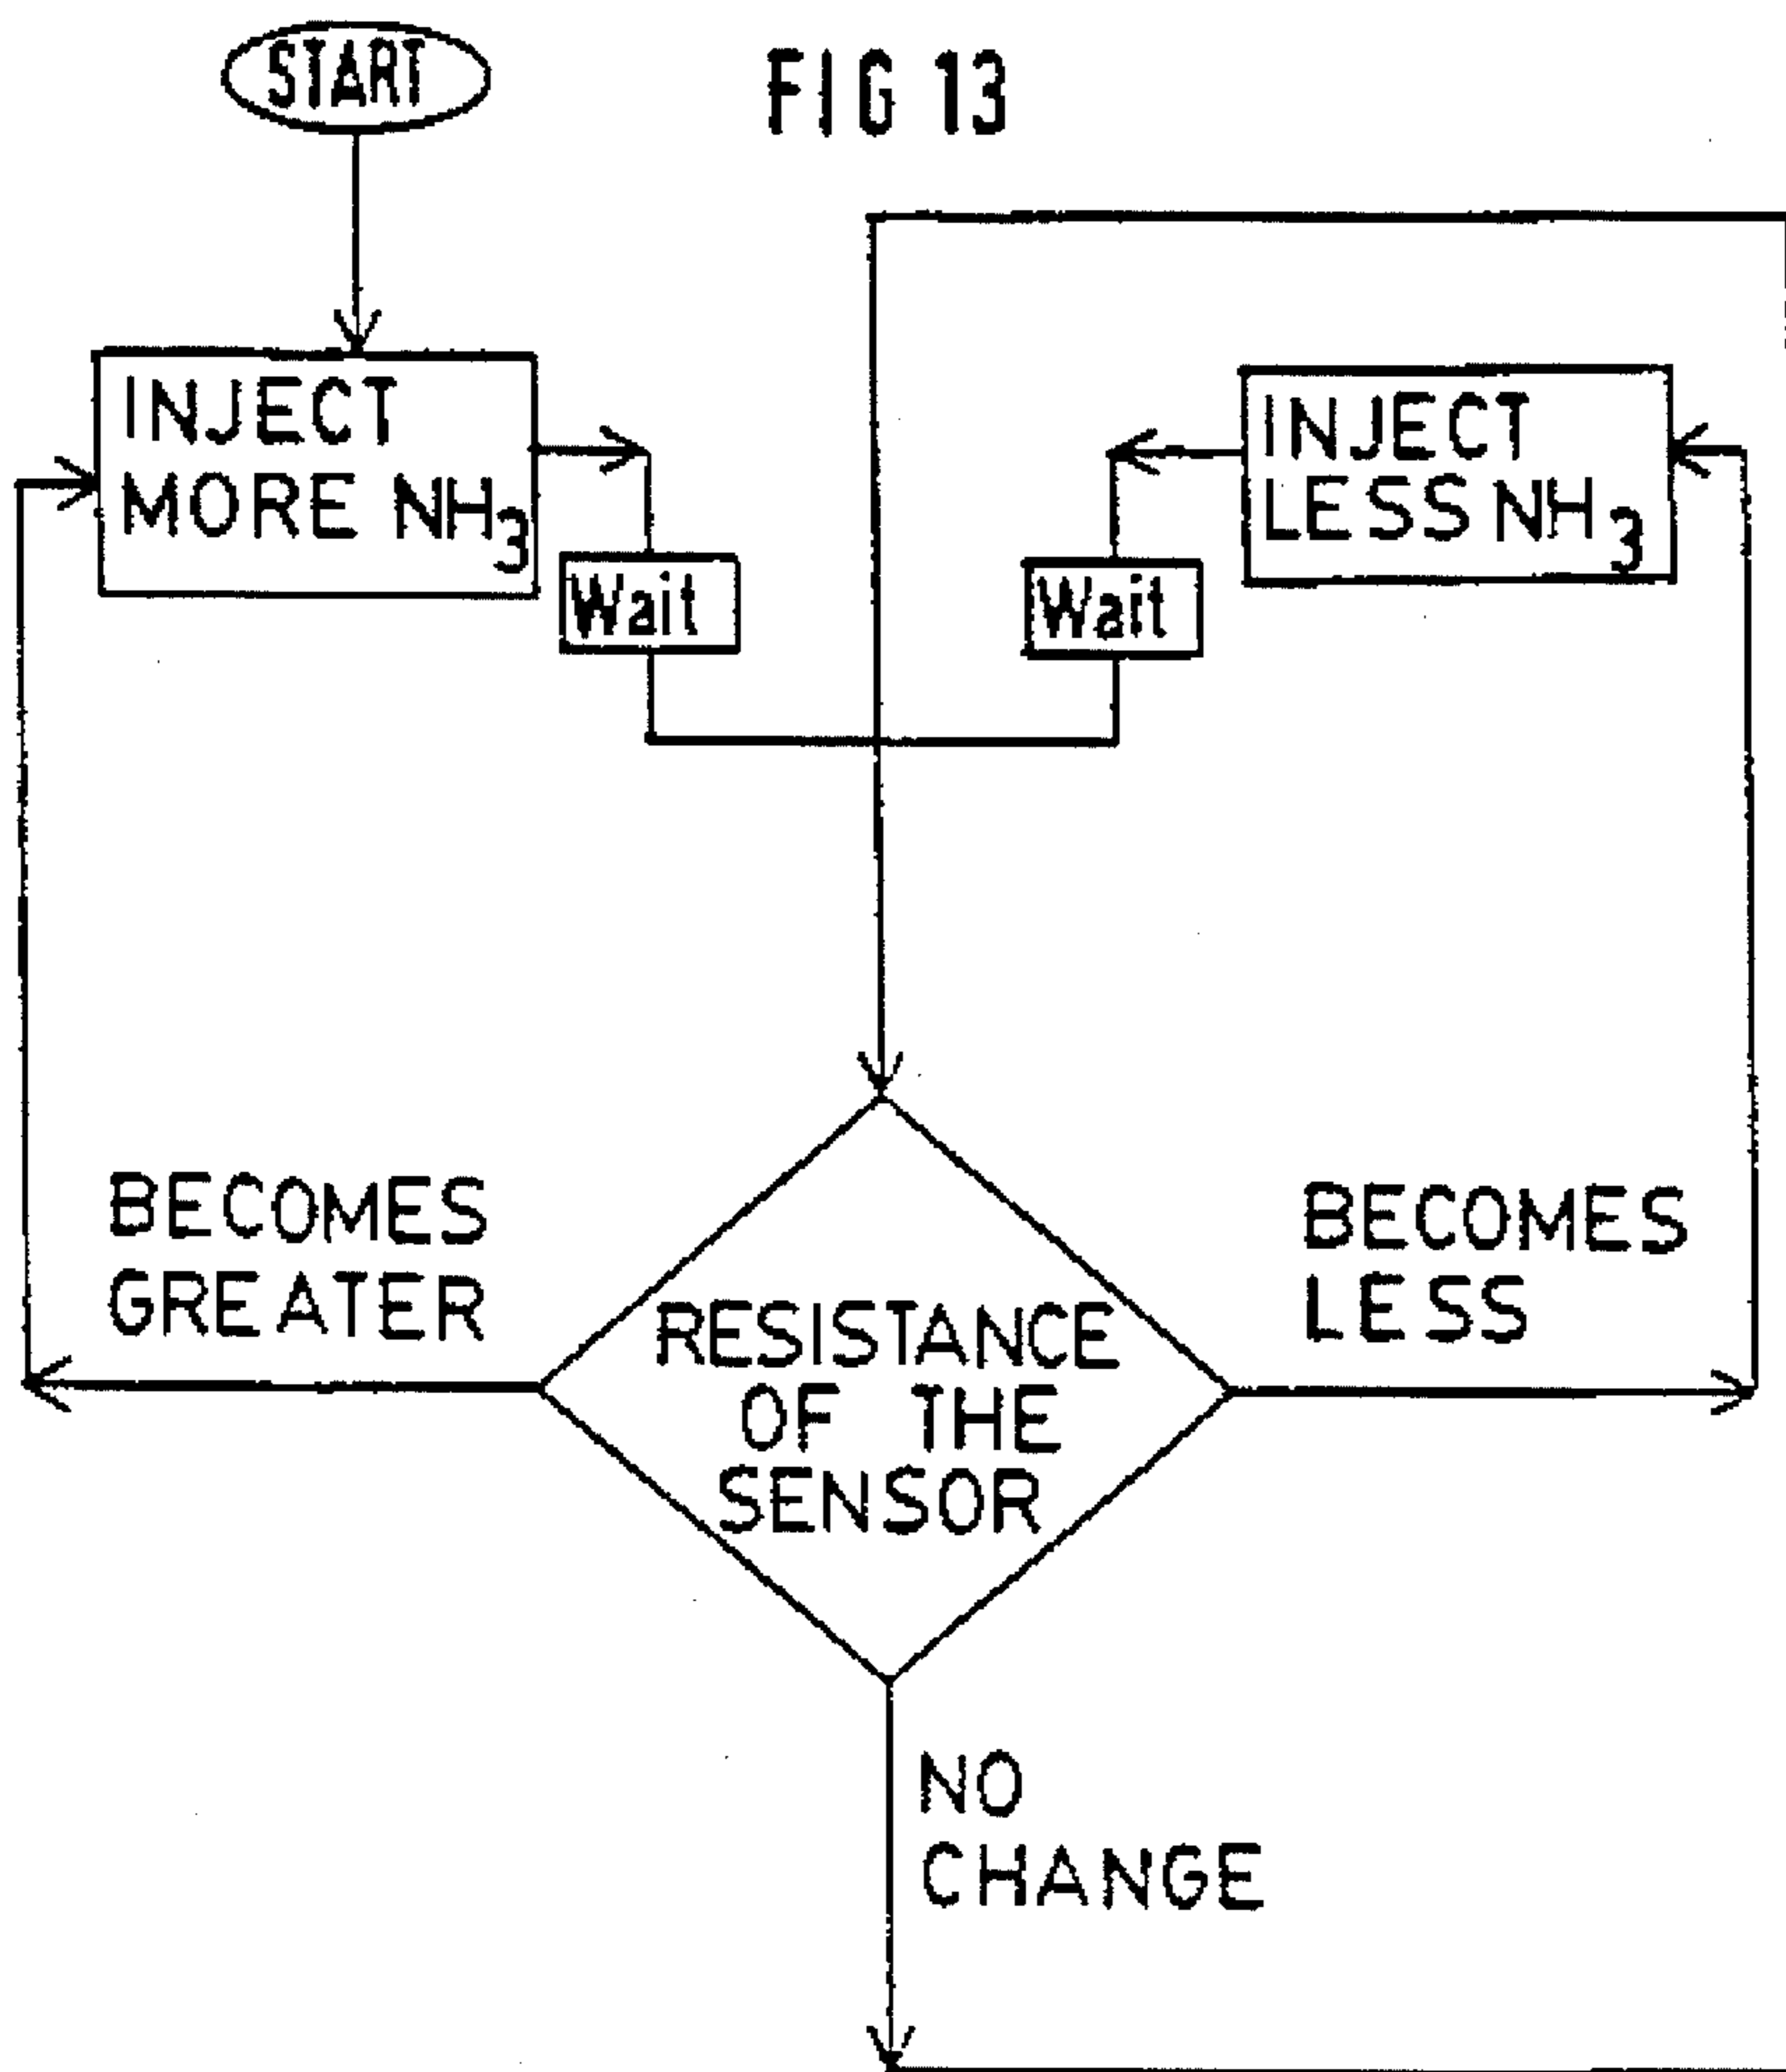 START
FIG 13
INJECT
MORE NH₃
INJECT
LESS NH₃
Wait
Wait
BECOMES
GREATER
BECOMES
LESS
RESISTANCE
OF THE
SENSOR
NO
CHANGE